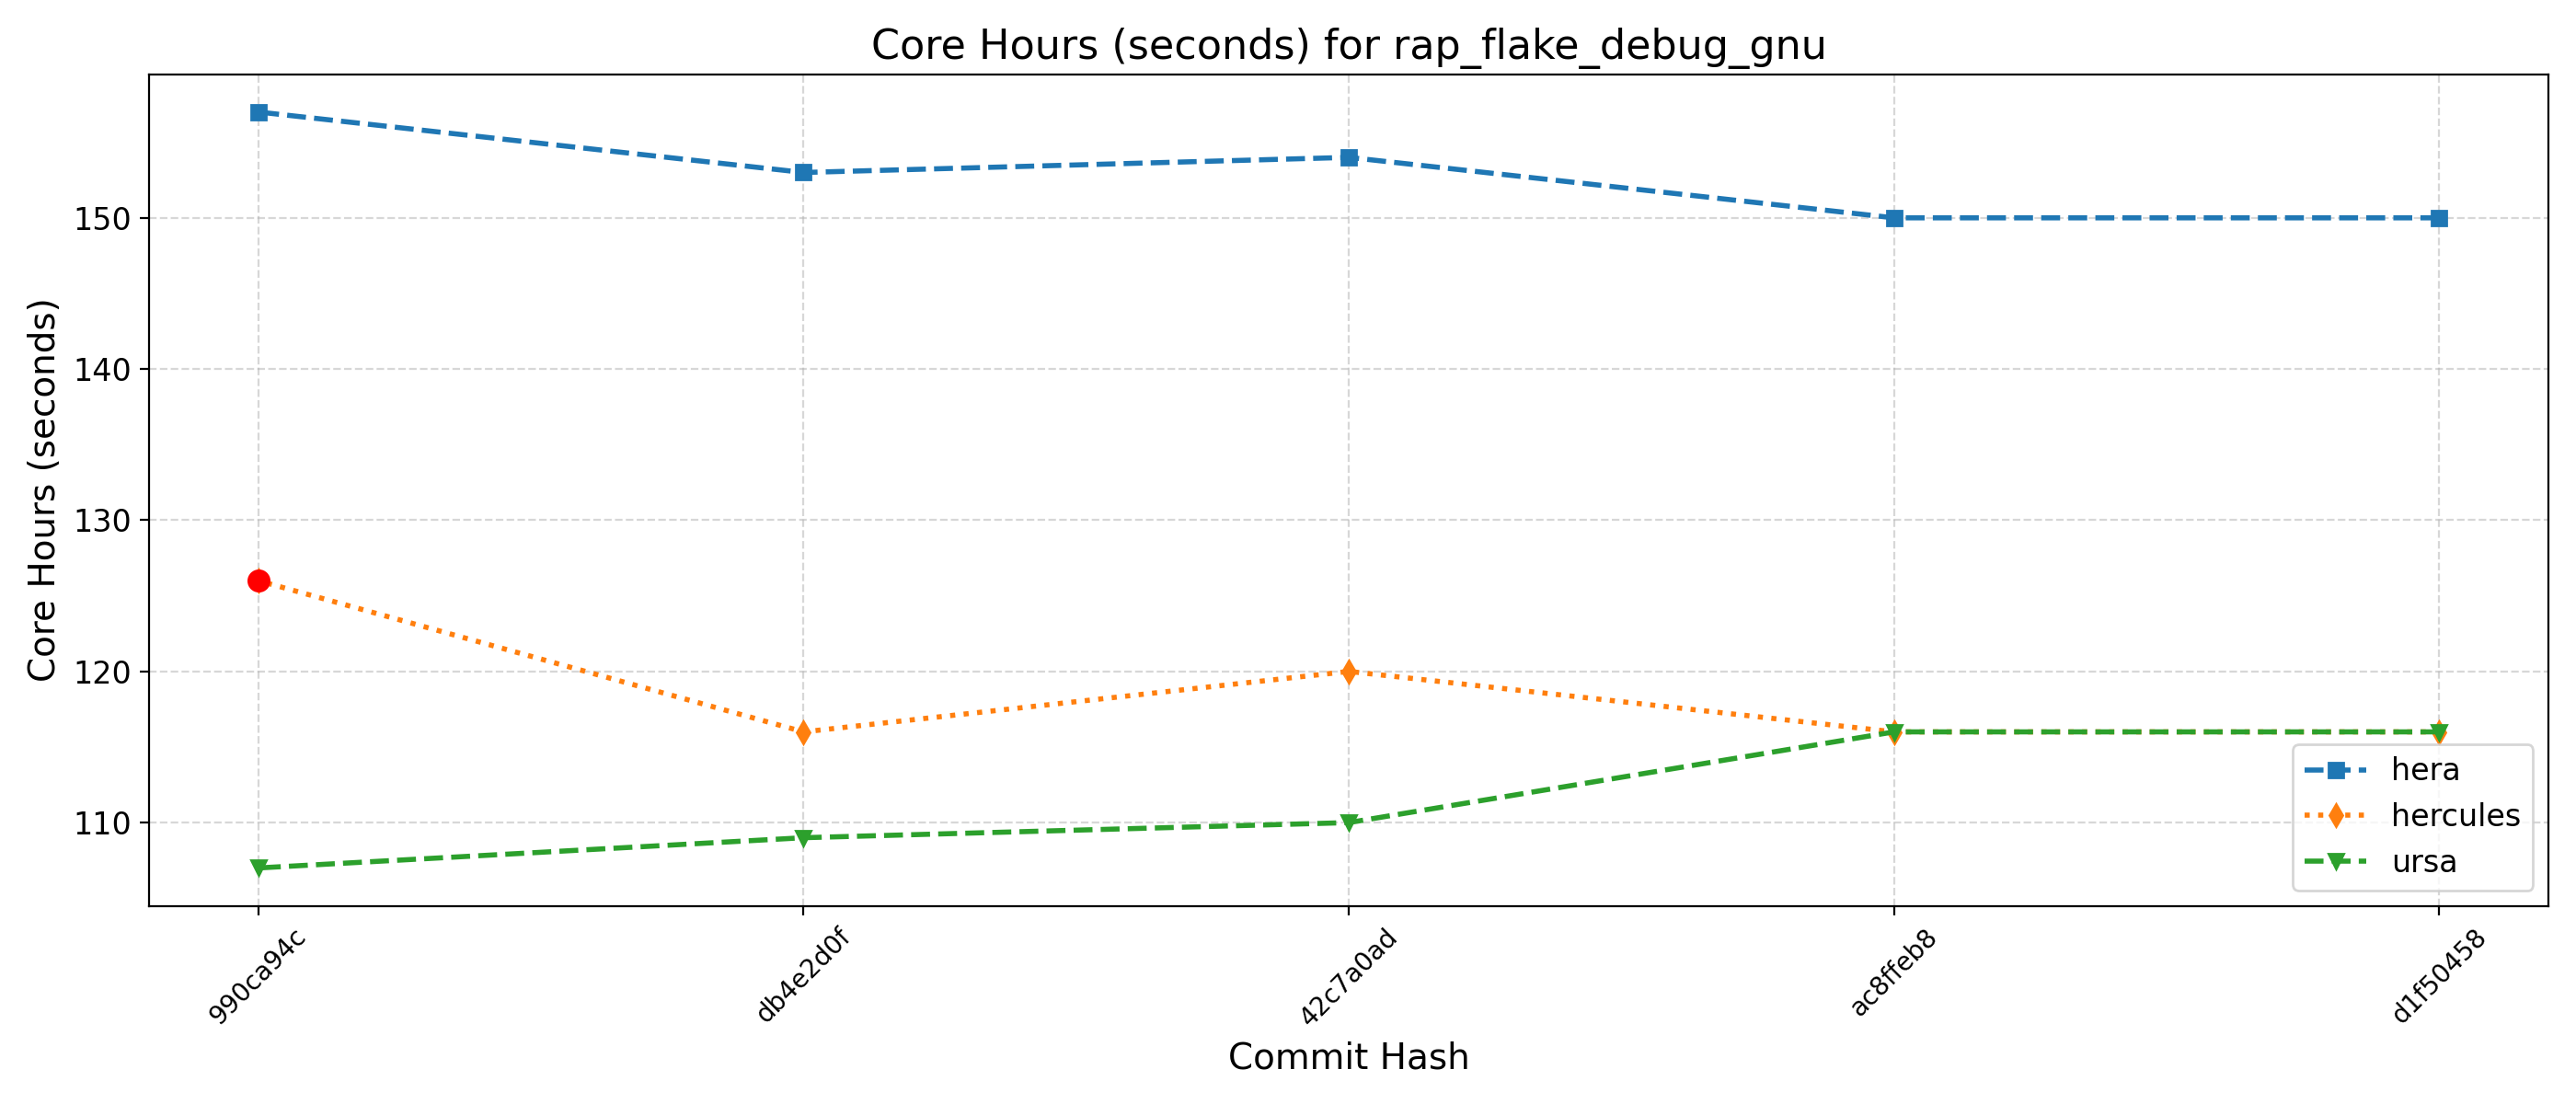 Core Hours (seconds) for rap_flake_debug_gnu
Core Hours (seconds)
150
140
130
120
110
hera
hercules
ursa
990ca94c
db4e2d0f
42c7a0ad
ac8ffeb8
d1f50458
Commit Hash